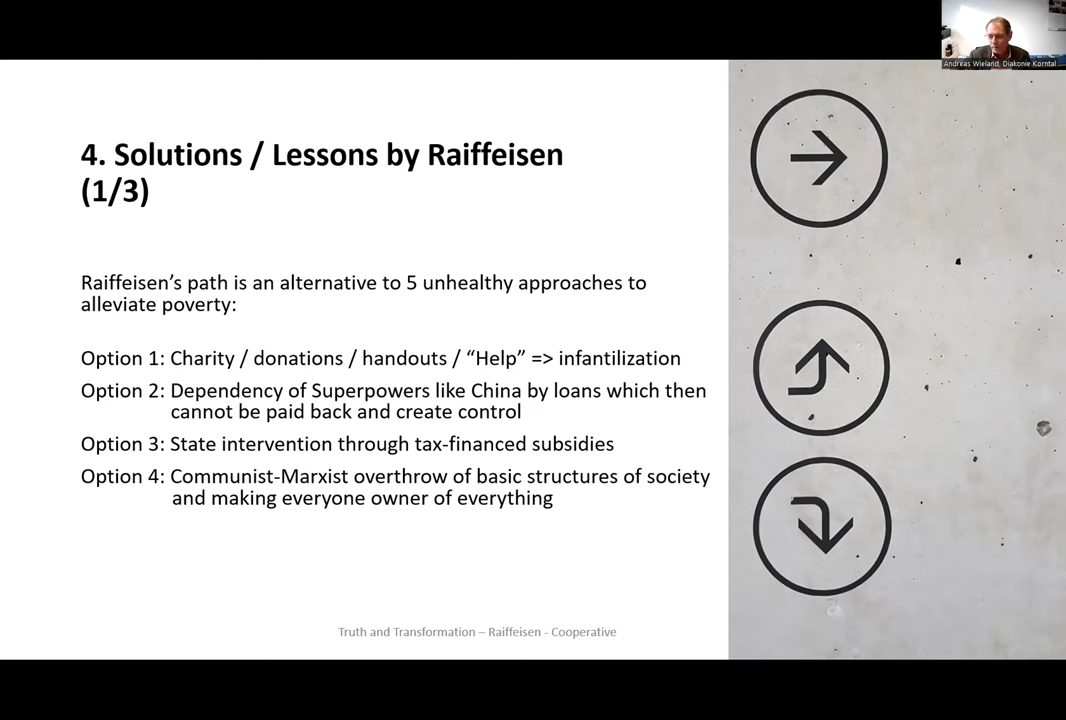 Andreas Wieland, Diakonie Korntal
4. Solutions / Lessons by Raiffeisen
(1/3)
Raiffeisen’s path is an alternative to 5 unhealthy approaches to
alleviate poverty:
Option 1: Charity / donations / handouts / “Help” => infantilization
Option 2: Dependency of Superpowers like China by loans which then
cannot be paid back and create control
Option 3: State intervention through tax-financed subsidies
Option 4: Communist-Marxist overthrow of basic structures of society
and making everyone owner of everything
Truth and Transformation – Raiffeisen - Cooperative